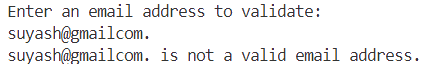 Enter an email address to validate:
suyash@gmailcom.
suyash@gmailcom. is not a valid email address.